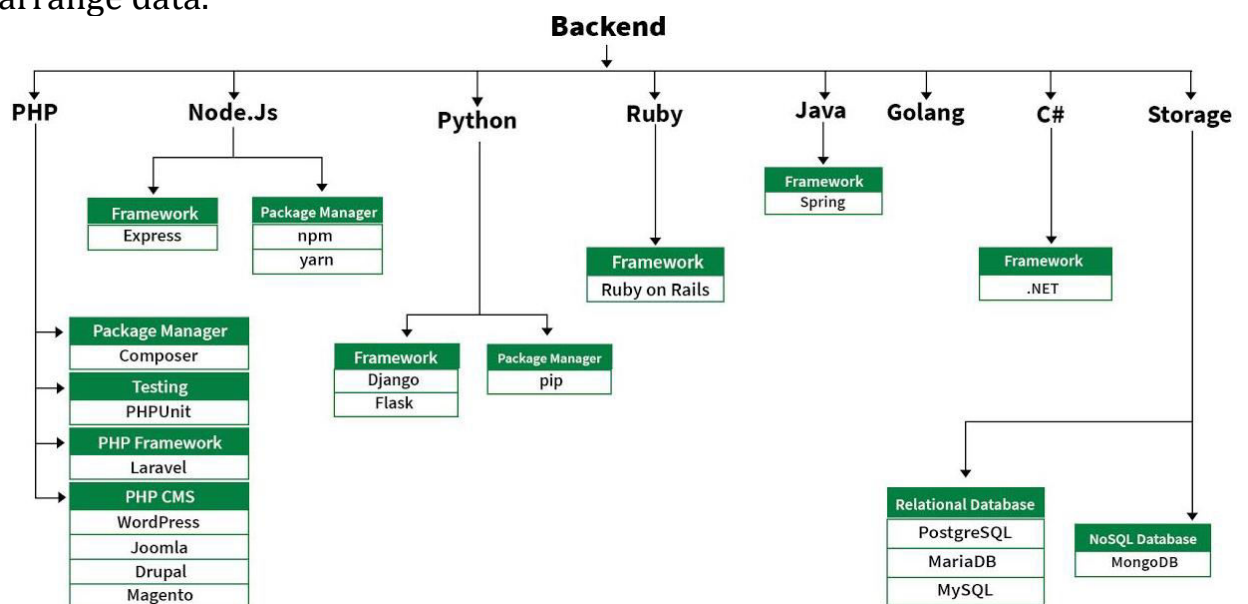 arrange data.
Backend
PHP
Node.Js
Python
Ruby
Java
Golang
C#
Storage
Framework
Express
Package Manager
npm
yarn
Framework
Spring
Framework
Ruby on Rails
Framework
.NET
Package Manager
Composer
Testing
PHPUnit
PHP Framework
Laravel
PHP CMS
WordPress
Joomla
Drupal
Magento
Framework
Django
Flask
Package Manager
pip
Relational Database
PostgreSQL
MariaDB
MySQL
NoSQL Database
MongoDB